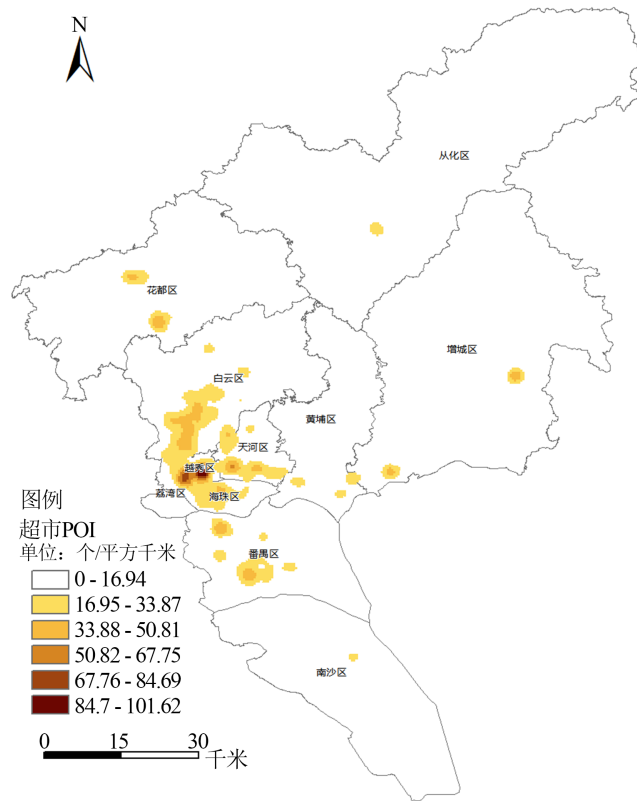 N
从化区
花都区
增城区
白云区
黄埔区
天河区
越秀区
荔湾区
海珠区
番禺区
南沙区
图例
超市POI
单位：个/平方千米
0 - 16.94
16.95 - 33.87
33.88 - 50.81
50.82 - 67.75
67.76 - 84.69
84.7 - 101.62
0 15 30
千米